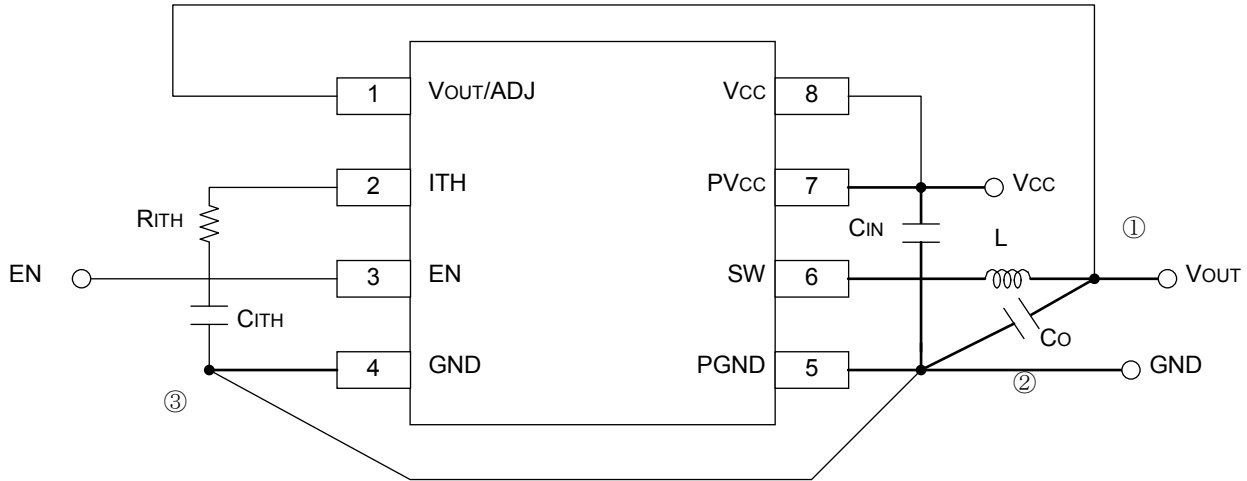 1 VOUT/ADJ VCC 8
2 ITH PVCC 7 VCC
RITH CIN L ①
EN 3 EN SW 6 VOUT
CITH CO
4 GND PGND 5 GND
③ ②